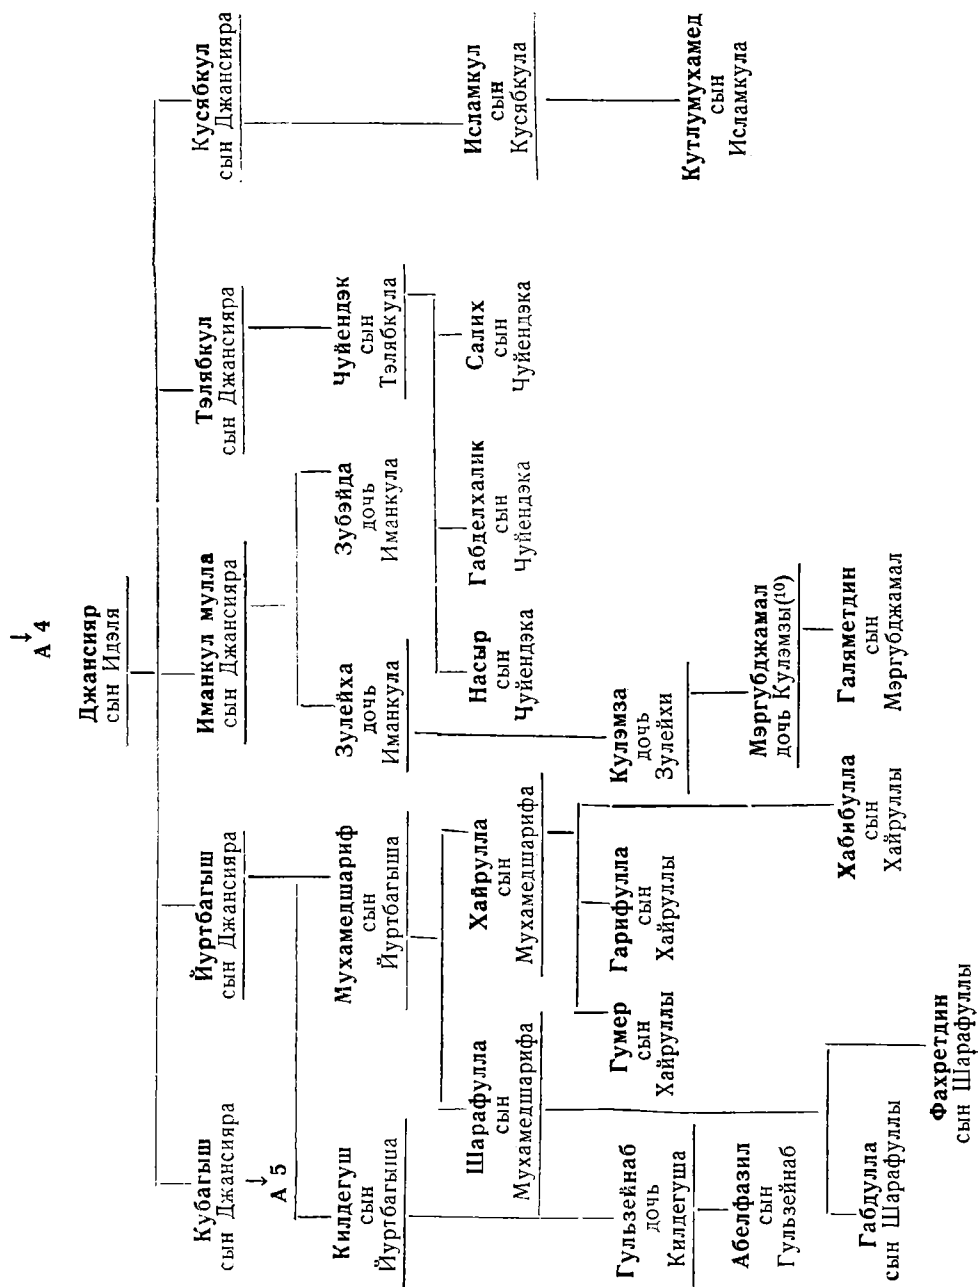 ↓
А 4
Джансияр
сын Идэля
Кубагыш
сын Джансияра
↓
А 5
Йуртбагыш
сын Джансияра
Иманкул мулла
сын Джансияра
Тэлябкул
сын Джансияра
Кусябкул
сын Джансияра
Килдегуш
сын
Йуртбагыша
Мухамедшариф
сын
Йуртбагыша
Зулейха
дочь
Иманкула
Зубэйда
дочь
Иманкула
Чуйендэк
сын
Тэлябкула
Шарафулла
сын
Мухамедшарифа
Хайрулла
сын
Мухамедшарифа
Насыр
сын
Чуйендэка
Габделхалик
сын
Чуйендэка
Салих
сын
Чуйендэка
Исламкул
сын
Кусябкула
Гульзейнаб
дочь
Килдегуша
Гумер
сын
Хайруллы
Гарифулла
сын
Хайруллы
Кулэмза
дочь
Зулейхи
Кутлумухамед
сын
Исламкула
Абелфазил
сын
Гульзейнаб
Мэргубджамал
дочь Кулэмзы(10)
Габдулла
сын Шарафуллы
Фахретдин
сын Шарафуллы
Хабибулла
сын
Хайруллы
Галяметдин
сын
Мэргубджамал